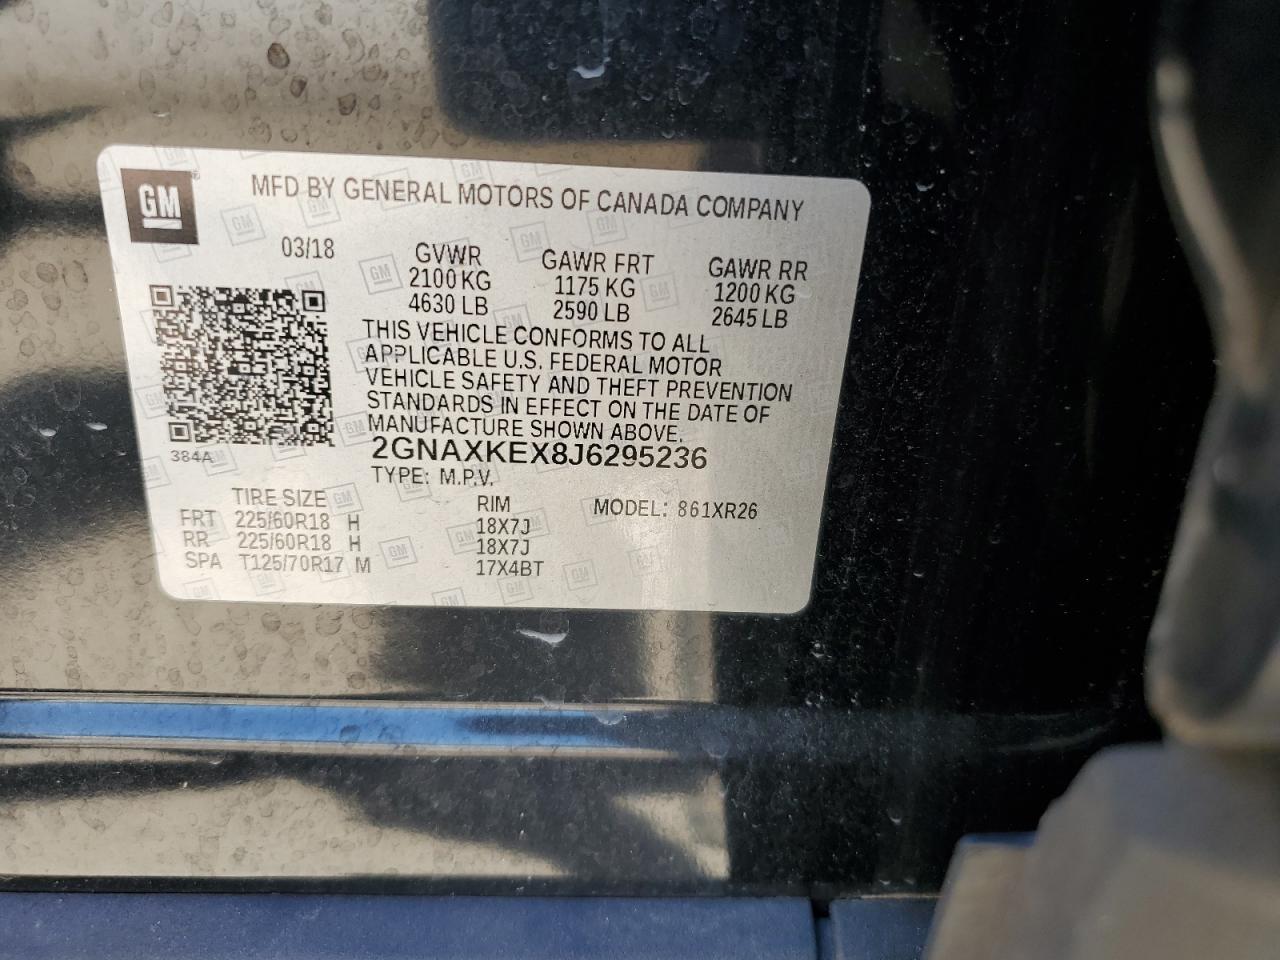 GM
MFD BY GENERAL MOTORS OF CANADA COMPANY
03/18
GVWR GAWR FRT GAWR RR
2100 KG 1175 KG 1200 KG
4630 LB 2590 LB 2645 LB
THIS VEHICLE CONFORMS TO ALL
APPLICABLE U.S. FEDERAL MOTOR
VEHICLE SAFETY AND THEFT PREVENTION
STANDARDS IN EFFECT ON THE DATE OF
MANUFACTURE SHOWN ABOVE.
384A
2GNAXKEX8J6295236
TYPE: M.P.V.
TIRE SIZE RIM MODEL: 861XR26
FRT 225/60R18 H 18X7J
RR 225/60R18 H 18X7J
SPA T125/70R17 M 17X4BT